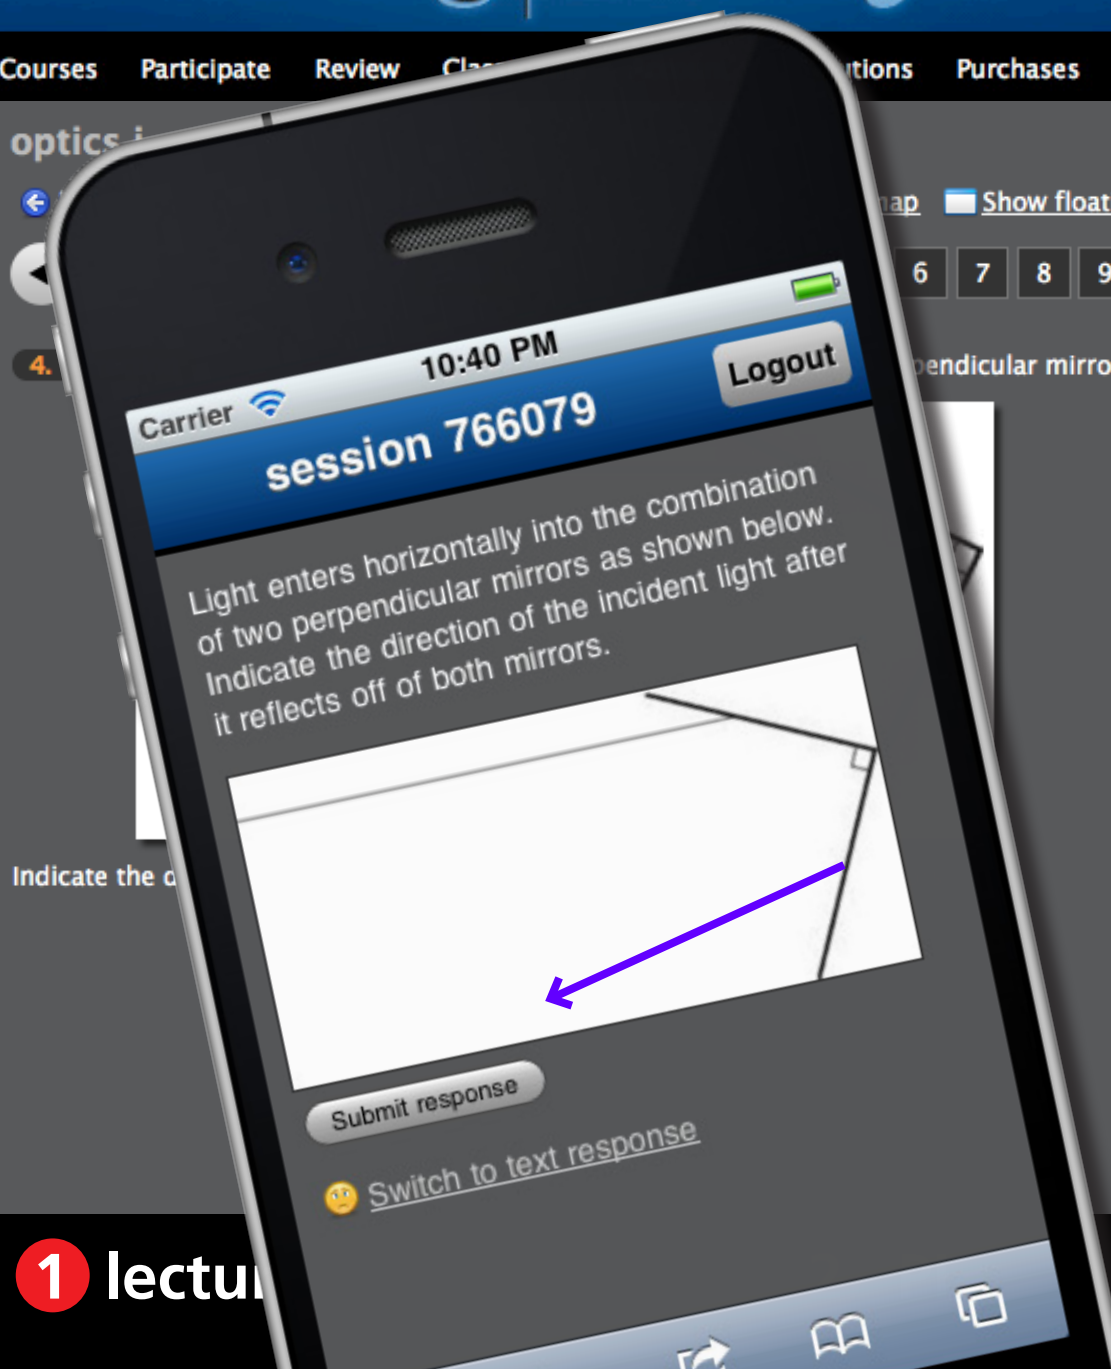 Courses Participate Review
Purchases
optics
Show float
6 7 8 9
4.
mirro
Indicate the
10:40 PM
Carrier
session 766079
Logout
Light enters horizontally into the combination
of two perpendicular mirrors as shown below.
Indicate the direction of the incident light after
it reflects off of both mirrors.
Submit response
Switch to text response
1 lectu